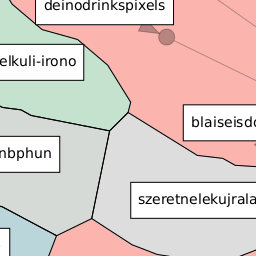 deinodrinkspixels
elkuli-irono
blaiseisdo
nbphun
szeretnelekujrala